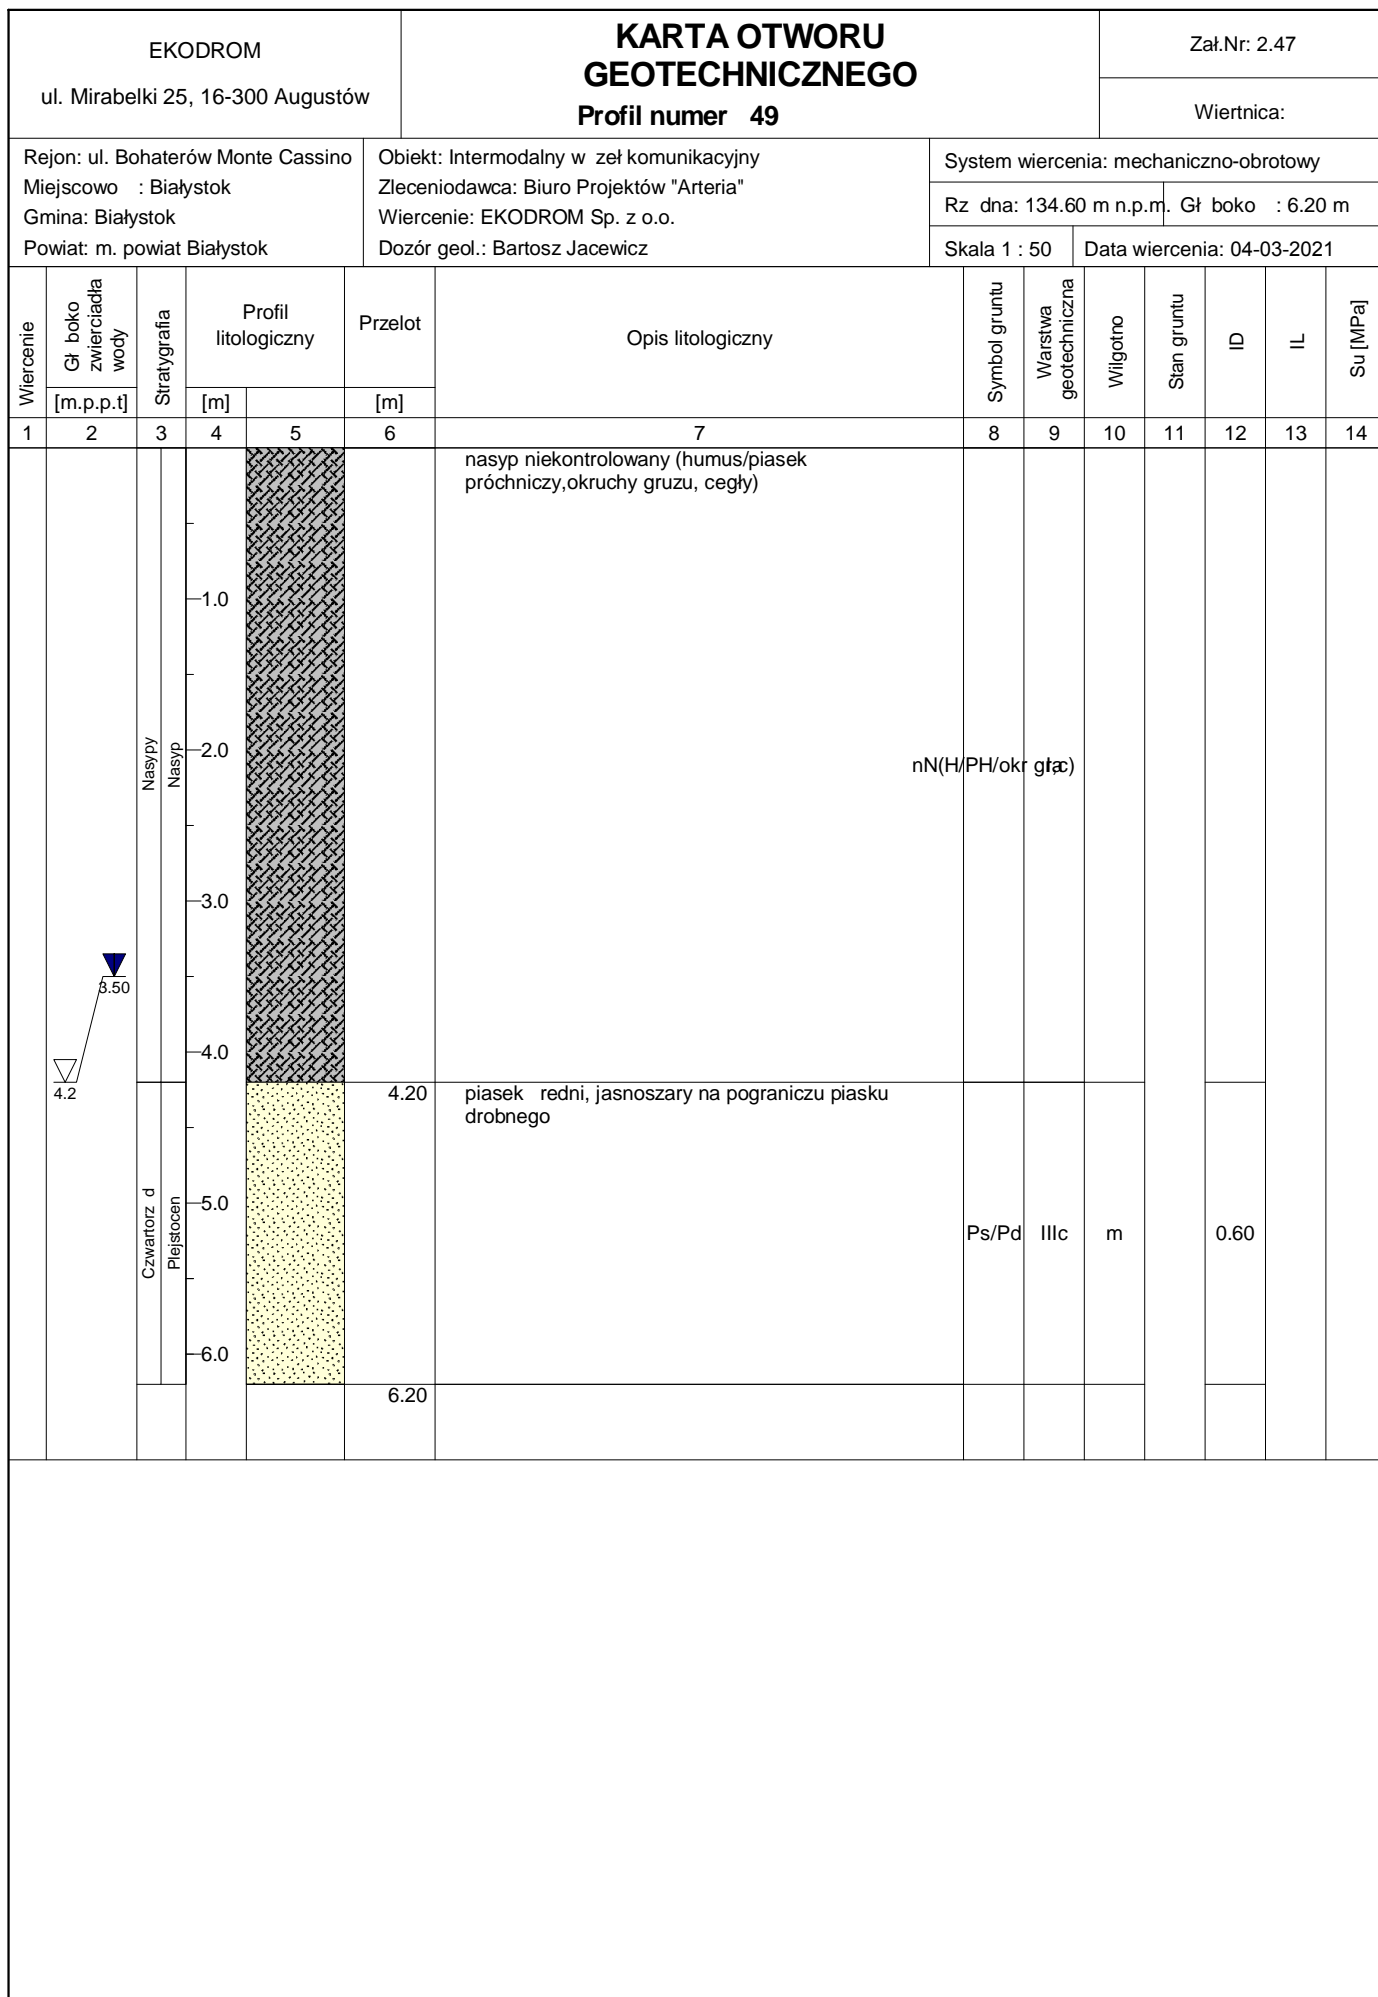 EKODROM
ul. Mirabelki 25, 16-300 Augustów
KARTA OTWORU
GEOTECHNICZNEGO
Profil numer 49
Zał.Nr: 2.47
Wiertnica:
Rejon: ul. Bohaterów Monte Cassino
Miejscowo : Białystok
Gmina: Białystok
Powiat: m. powiat Białystok
Obiekt: Intermodalny w zeł komunikacyjny
Zleceniodawca: Biuro Projektów "Arteria"
Wiercenie: EKODROM Sp. z o.o.
Dozór geol.: Bartosz Jacewicz
System wiercenia: mechaniczno-obrotowy
Rz dna: 134.60 m n.p.m. Gł boko : 6.20 m
Skala 1 : 50 Data wiercenia: 04-03-2021
Wiercenie
Gł boko
zwierciadła
wody
[m.p.p.t]
Stratygrafia
Profil
litologiczny
[m]
Przelot
[m]
Opis litologiczny
Symbol gruntu
Warstwa
geotechniczna
Wilgotno
Stan gruntu
ID
IL
Su [MPa]
1 2 3 4 5 6 7 8 9 10 11 12 13 14
nasyp niekontrolowany (humus/piasek
próchniczy,okruchy gruzu, cegły)
1.0
2.0
Nasypy
Nasyp
nN(H/PH/okr
3.0
3.50
4.0
4.2
4.20
piasek redni, jasnoszary na pograniczu piasku
drobnego
5.0
Czwartorz d
Plejstocen
Ps/Pd IIIc m 0.60
6.0
6.20